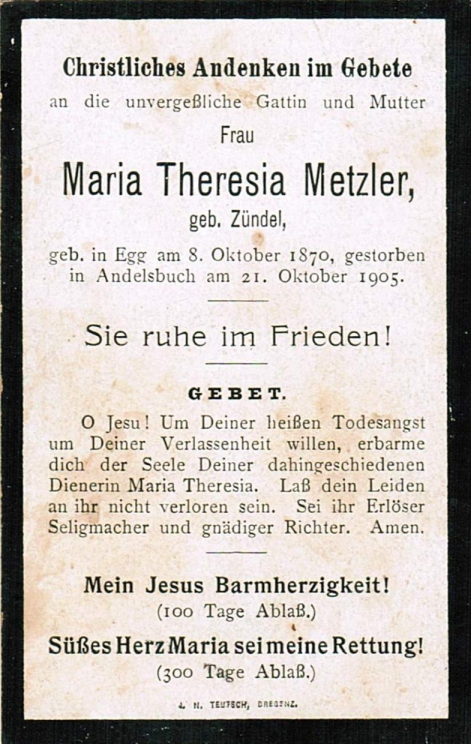 Christliches Andenken im Gebete
an die unvergeßliche Gattin und Mutter
Frau
Maria Theresia Metzler,
geb. Zündel,
geb. in Egg am 8. Oktober 1870, gestorben
in Andelsbuch am 21. Oktober 1905.
Sie ruhe im Frieden!
GEBET.
O Jesu! Um Deiner heißen Todesangst
um Deiner Verlassenheit willen, erbarme
dich der Seele Deiner dahingeschiedenen
Dienerin Maria Theresia. Laß dein Leiden
an ihr nicht verloren sein. Sei ihr Erlöser
Seligmacher und gnädiger Richter. Amen.
Mein Jesus Barmherzigkeit!
(100 Tage Ablaß.)
Süßes Herz Maria sei meine Rettung!
(300 Tage Ablaß.)
J. N. TEUTSCH, BREGENZ.